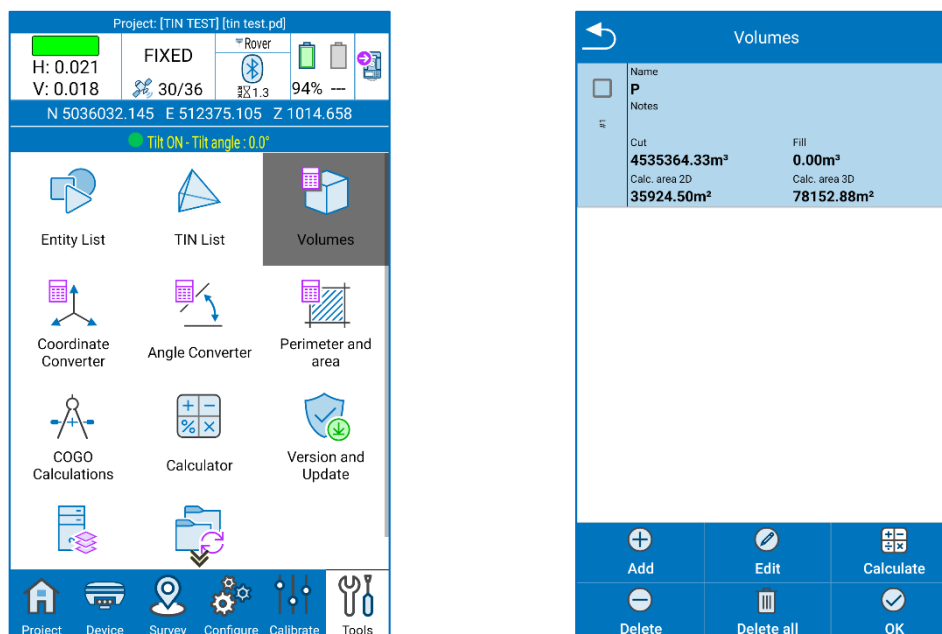 Project: [TIN TEST] [tin test.pd]
H: 0.021
V: 0.018
FIXED
30/36
Rover
1.3
94% ---
N 5036032.145 E 512375.105 Z 1014.658
Tilt ON - Tilt angle : 0.0°
Entity List
TIN List
Volumes
Coordinate
Converter
Angle Converter
Perimeter and
area
COGO
Calculations
Calculator
Version and
Update
Project
Device
Survey
Configure
Calibrate
Tools
Volumes
#1
Name
P
Notes
Cut
Fill
4535364.33m³
0.00m³
Calc. area 2D
Calc. area 3D
35924.50m²
78152.88m²
Add
Edit
Calculate
Delete
Delete all
OK